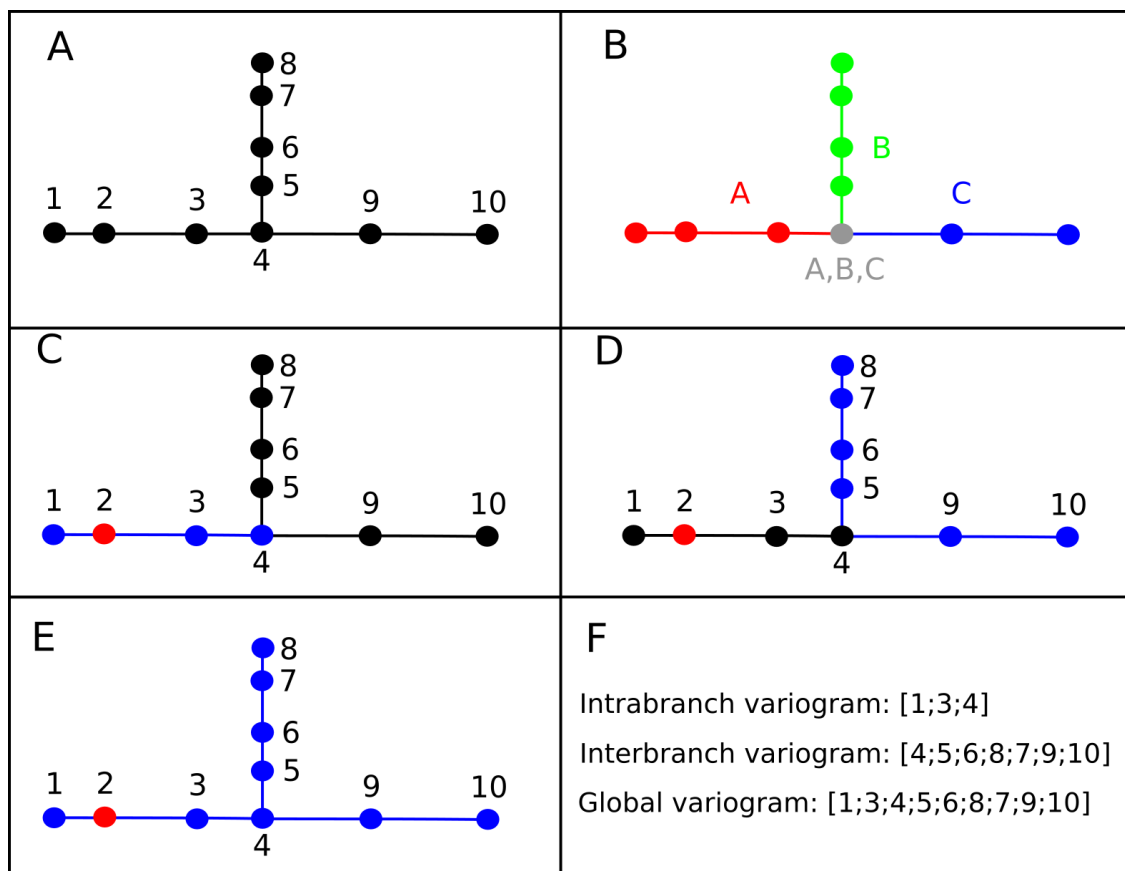 A
8
7
6
5
1 2 3 9 10
4
B
B
A C
A,B,C
C
8
7
6
5
1 2 3 9 10
4
D
8
7
6
5
1 2 3 9 10
4
E
8
7
6
5
1 2 3 9 10
4
F
Intrabranch variogram: [1;3;4]
Interbranch variogram: [4;5;6;8;7;9;10]
Global variogram: [1;3;4;5;6;8;7;9;10]